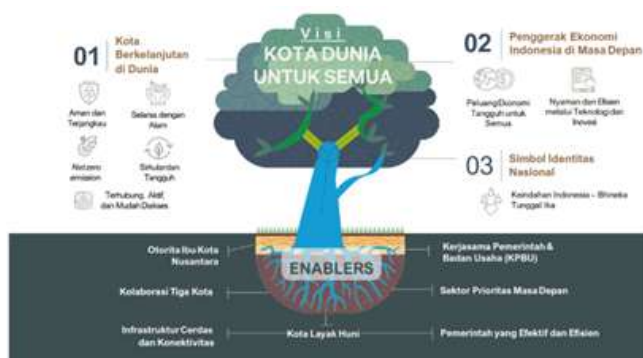 Visi
KOTA DUNIA
UNTUK SEMUA
01
Kota
Berkelanjutan
di Dunia
Aman dan
Terjangkau
Selaras dengan
Alam
Net zero
emission
Sirkular dan
Tangguh
Terhubung, Aktif,
dan Mudah Diakses
02
Penggerak Ekonomi
Indonesia di Masa Depan
Peluang Ekonomi
Tangguh untuk
Semua
Nyaman dan Efisien
melalui Teknologi dan
Inovasi
03
Simbol Identitas
Nasional
Keindahan Indonesia – Bhineka
Tunggal Ika
ENABLERS
Otorita Ibu Kota
Nusantara
Kolaborasi Tiga Kota
Infrastruktur Cerdas
dan Konektivitas
Kota Layak Huni
Kerjasama Pemerintah &
Badan Usaha (KPBU)
Sektor Prioritas Masa Depan
Pemerintah yang Efektif dan Efisien